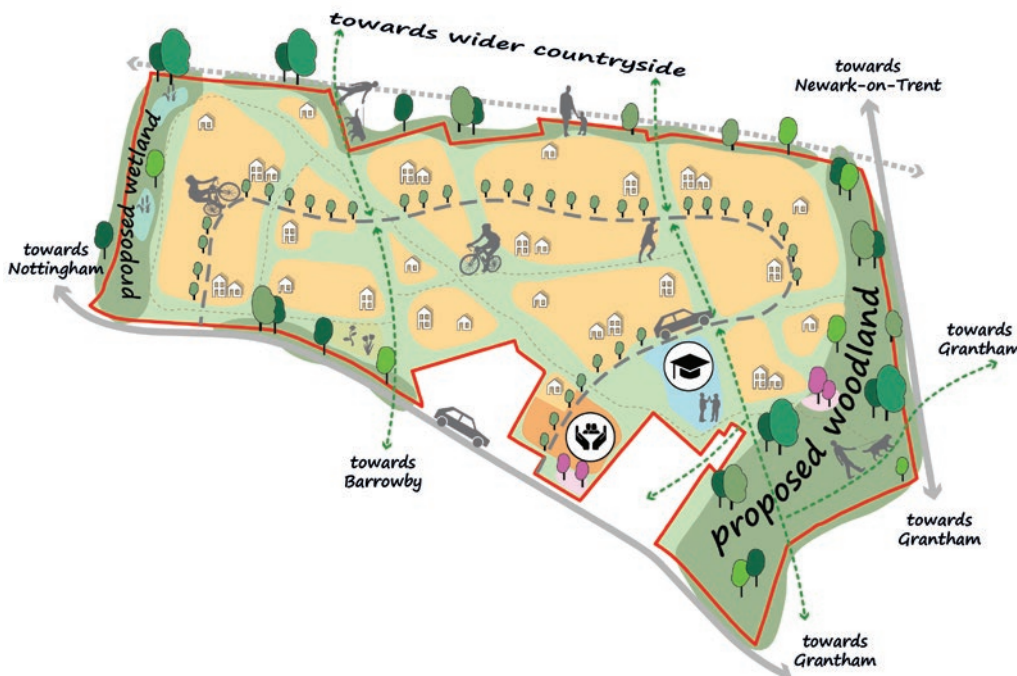 towards wider countryside
towards
Newark-on-Trent
proposed wetland
towards
Nottingham
towards
Grantham
proposed woodland
towards
Barrowby
towards
Grantham
towards
Grantham